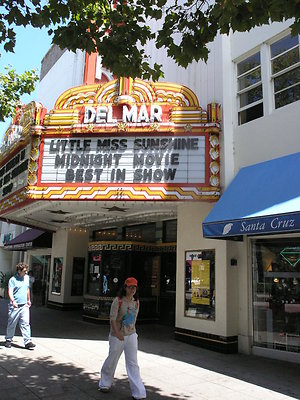 DEL MAR
LITTLE MISS SUNSHINE
MIDNIGHT MOVIE
BEST IN SHOW
Santa Cruz